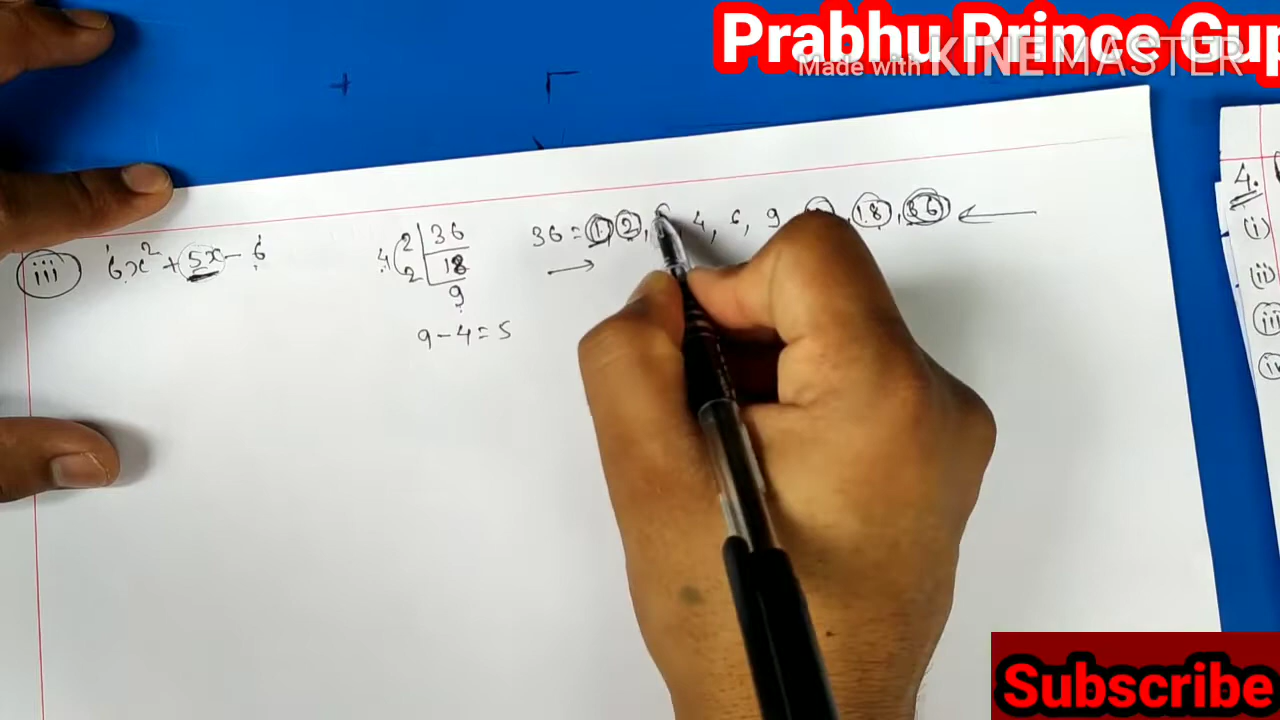 Prabhu Prince Gup
Made with KINEMASTER
36 = 1, 2, 4, 6, 9, , 18, 36
iii 6x² + 5x - 6
2 36
4 2 18
9
9 - 4 = 5
4.
(i)
(ii)
Subscribe